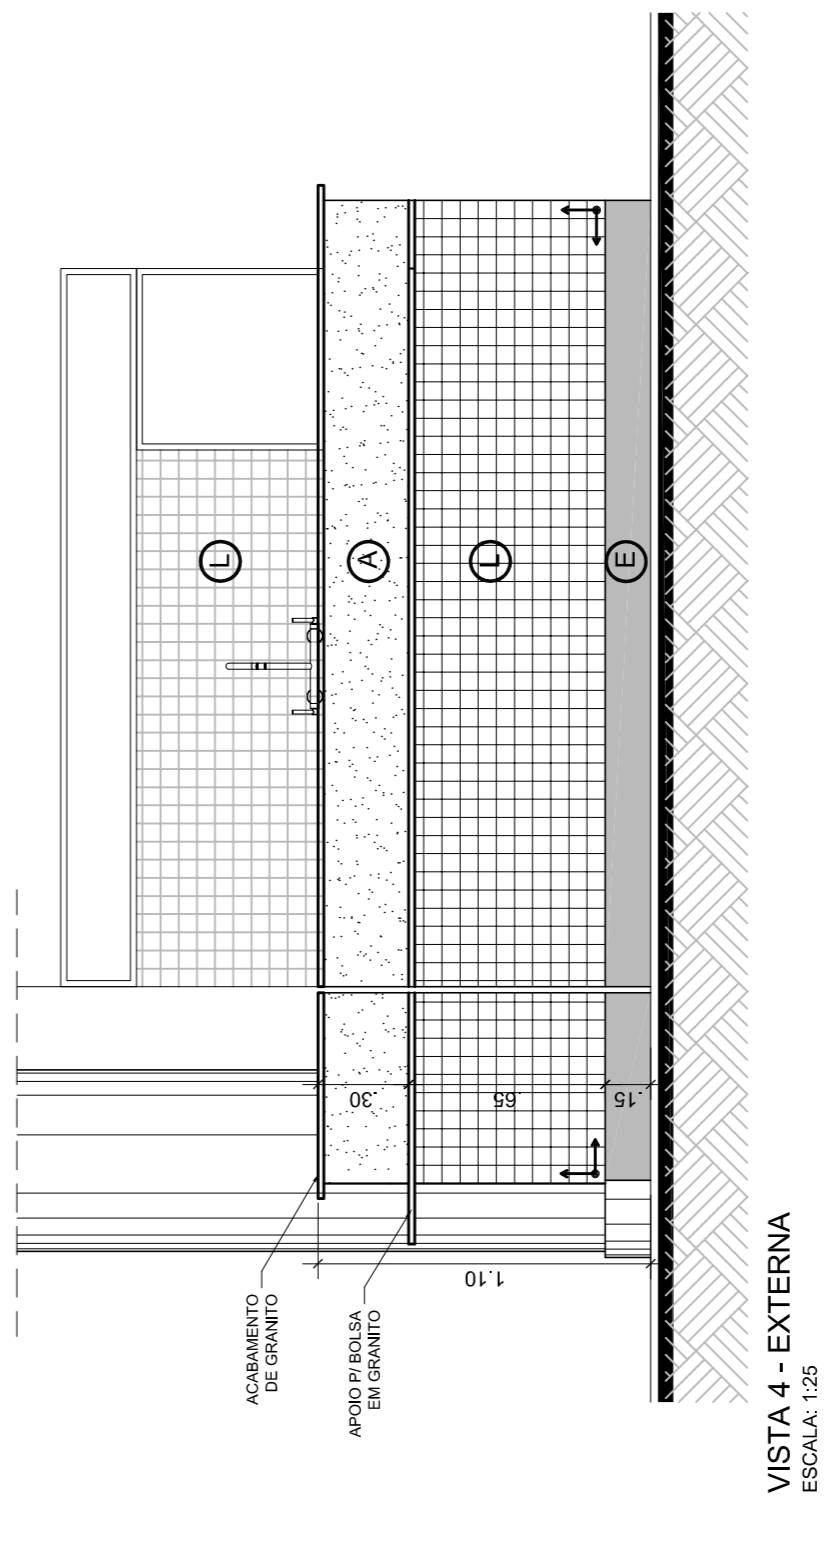 ACABAMENTO
DE GRANITO
APOIO P/ BOLSA
EM GRANITO
L
A
L
E
.30
.65
.15
1.10
VISTA 4 - EXTERNA
ESCALA: 1:25